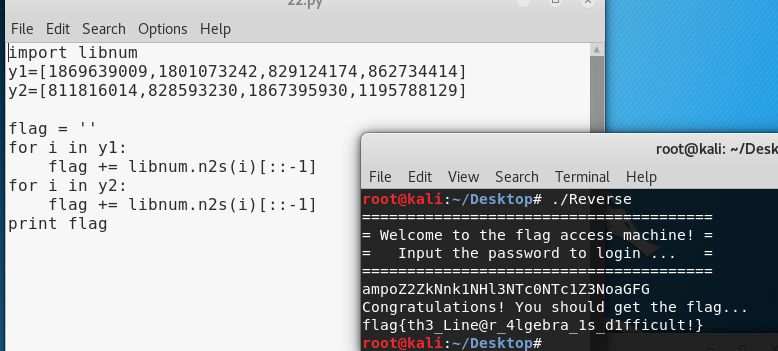 22.py
File Edit Search Options Help
import libnum
y1=[1869639009,1801073242,829124174,862734414]
y2=[811816014,828593230,1867395930,1195788129]
flag = ''
for i in y1:
    flag += libnum.n2s(i)[::-1]
for i in y2:
    flag += libnum.n2s(i)[::-1]
print flag
root@kali: ~/Desk
File Edit View Search Terminal Help
root@kali:~/Desktop# ./Reverse
========================================
= Welcome to the flag access machine! =
=   Input the password to login ...   =
========================================
ampoZ2ZkNnk1NHl3NTc0NTc1Z3NoaGFG
Congratulations! You should get the flag...
flag{th3_Line@r_4lgebra_1s_d1fficult!}
root@kali:~/Desktop#